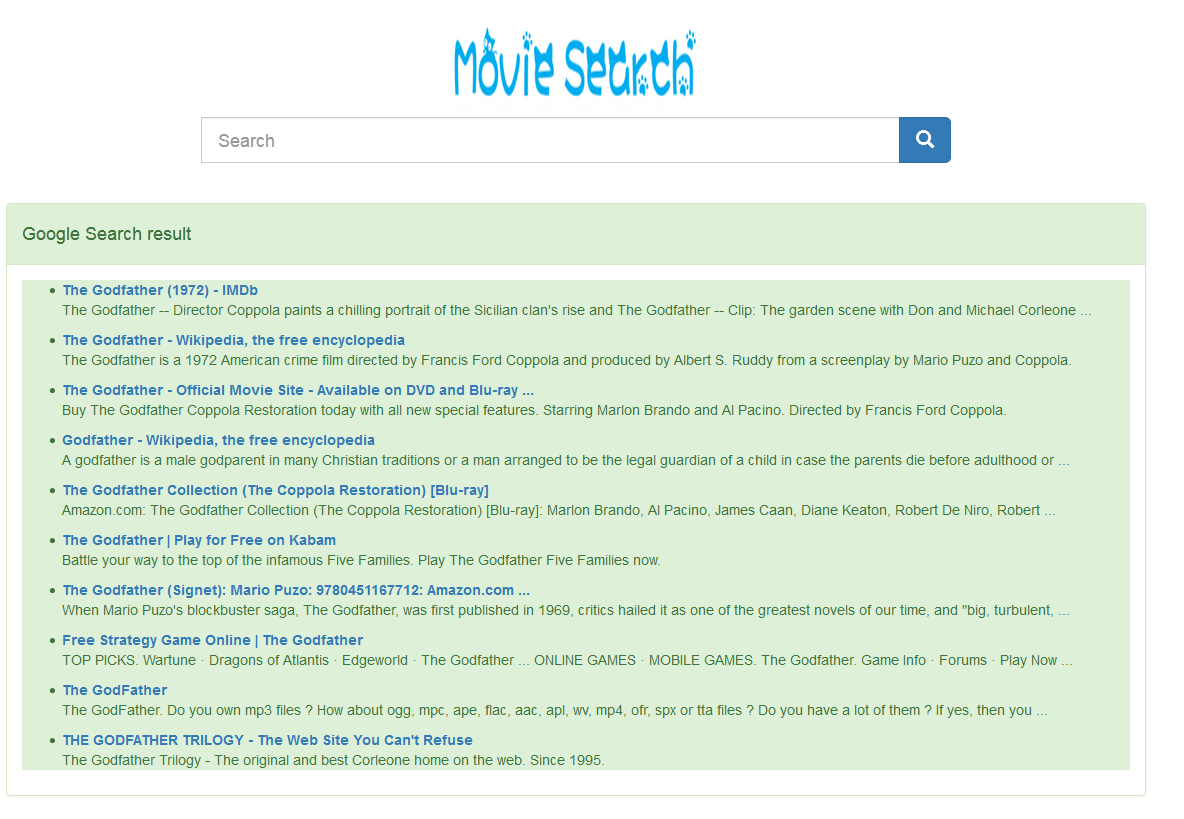 Movie Search
Search
Google Search result
The Godfather (1972) - IMDb
The Godfather -- Director Coppola paints a chilling portrait of the Sicilian clan's rise and The Godfather -- Clip: The garden scene with Don and Michael Corleone ...
The Godfather - Wikipedia, the free encyclopedia
The Godfather is a 1972 American crime film directed by Francis Ford Coppola and produced by Albert S. Ruddy from a screenplay by Mario Puzo and Coppola.
The Godfather - Official Movie Site - Available on DVD and Blu-ray ...
Buy The Godfather Coppola Restoration today with all new special features. Starring Marlon Brando and Al Pacino. Directed by Francis Ford Coppola.
Godfather - Wikipedia, the free encyclopedia
A godfather is a male godparent in many Christian traditions or a man arranged to be the legal guardian of a child in case the parents die before adulthood or ...
The Godfather Collection (The Coppola Restoration) [Blu-ray]
Amazon.com: The Godfather Collection (The Coppola Restoration) [Blu-ray]: Marlon Brando, Al Pacino, James Caan, Diane Keaton, Robert De Niro, Robert ...
The Godfather | Play for Free on Kabam
Battle your way to the top of the infamous Five Families. Play The Godfather Five Families now.
The Godfather (Signet): Mario Puzo: 9780451167712: Amazon.com ...
When Mario Puzo's blockbuster saga, The Godfather, was first published in 1969, critics hailed it as one of the greatest novels of our time, and "big, turbulent, ...
Free Strategy Game Online | The Godfather
TOP PICKS. Wartune · Dragons of Atlantis · Edgeworld · The Godfather ... ONLINE GAMES · MOBILE GAMES. The Godfather. Game Info · Forums · Play Now ...
The GodFather
The GodFather. Do you own mp3 files ? How about ogg, mpc, ape, flac, aac, apl, wv, mp4, ofr, spx or tta files ? Do you have a lot of them ? If yes, then you ...
THE GODFATHER TRILOGY - The Web Site You Can't Refuse
The Godfather Trilogy - The original and best Corleone home on the web. Since 1995.